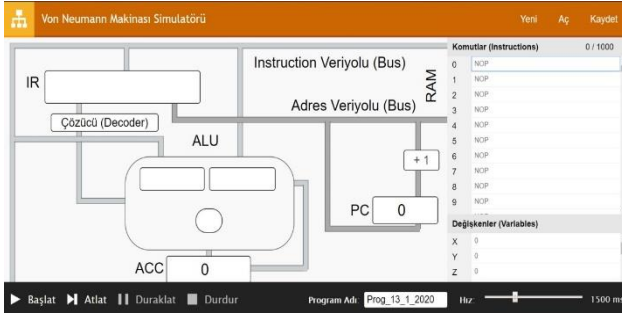 Von Neumann Makinası Simulatörü
Yeni Aç Kaydet
IR
Çözücü (Decoder)
Instruction Veriyolu (Bus)
Adres Veriyolu (Bus)
RAM
ALU
+ 1
PC 0
ACC 0
Komutlar (Instructions) 0 / 1000
0 NOP
1 NOP
2 NOP
3 NOP
4 NOP
5 NOP
6 NOP
7 NOP
8 NOP
9 NOP
Değişkenler (Variables)
X 0
Y 0
Z 0
Başlat Atlat Duraklat Durdur Program Adı: Prog_13_1_2020 Hız: 1500 ms